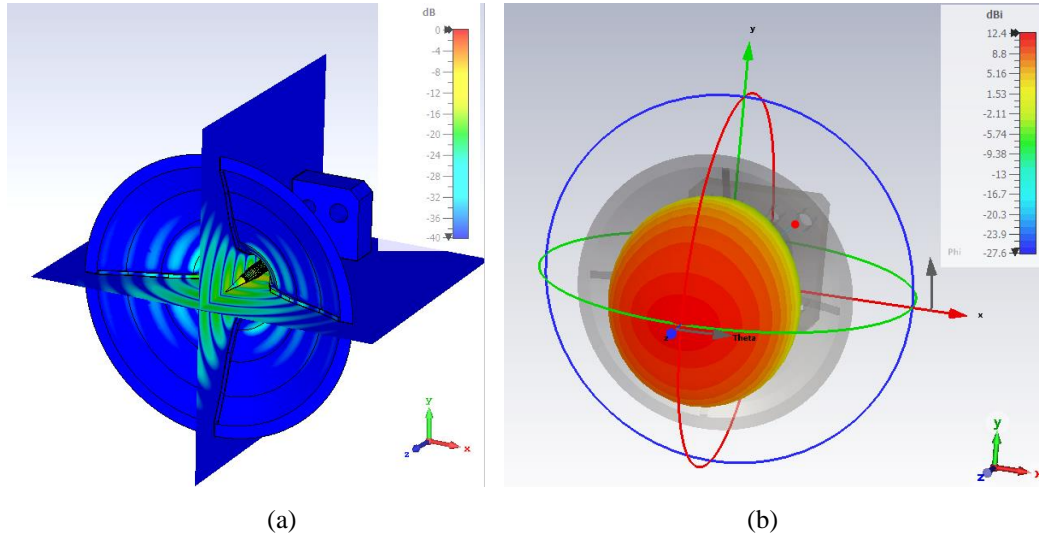 dB
0
-4
-8
-12
-16
-20
-24
-28
-32
-36
-40
Y
x
z
(a)
dBi
12.4
8.8
5.16
1.53
-2.11
-5.74
-9.38
-13
-16.7
-20.3
-23.9
-27.6
y
Phi
x
z
Theta
y
x
z
(b)